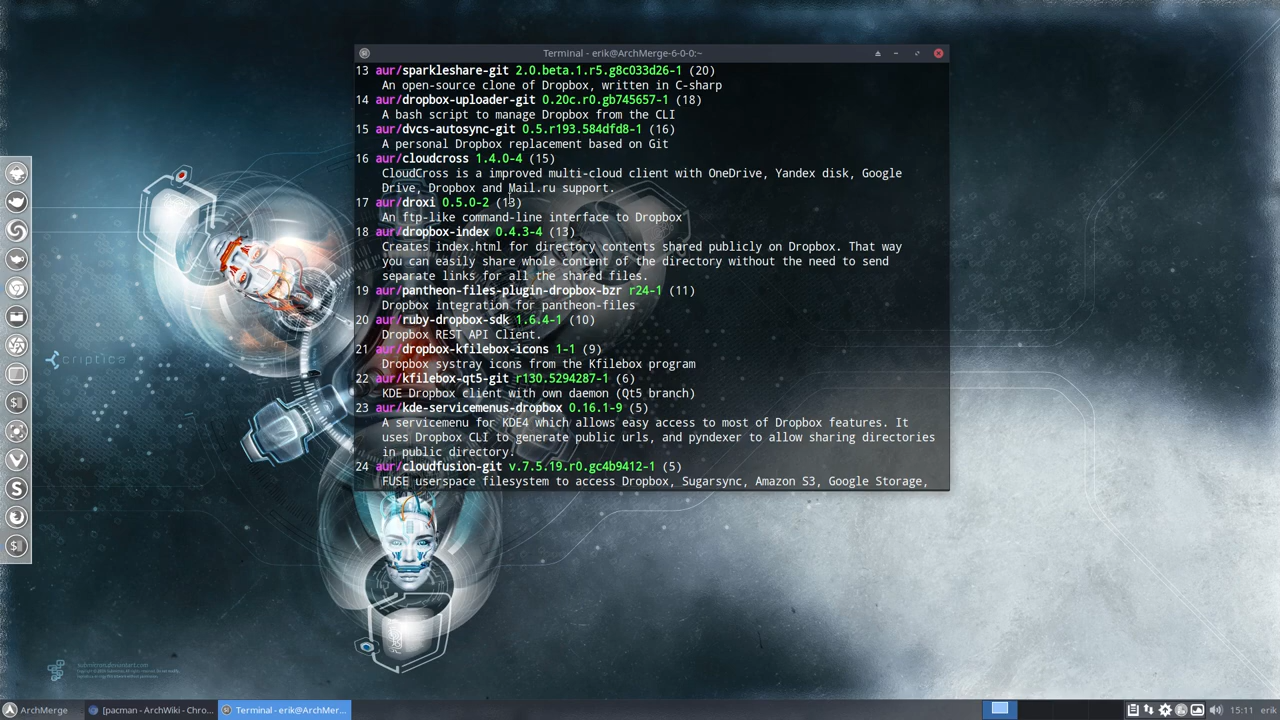 Terminal - erik@ArchMerge-6-0-0:~
13 aur/sparkleshare-git 2.0.beta.1.r5.g8c033d26-1 (20)
An open-source clone of Dropbox, written in C-sharp
14 aur/dropbox-uploader-git 0.20c.r0.gb745657-1 (18)
A bash script to manage Dropbox from the CLI
15 aur/dvcs-autosync-git 0.5.r193.584dfd8-1 (16)
A personal Dropbox replacement based on Git
16 aur/cloudcross 1.4.0-4 (15)
CloudCross is a improved multi-cloud client with OneDrive, Yandex disk, Google
Drive, Dropbox and Mail.ru support.
17 aur/droxi 0.5.0-2 (13)
An ftp-like command-line interface to Dropbox
18 aur/dropbox-index 0.4.3-4 (13)
Creates index.html for directory contents shared publicly on Dropbox. That way
you can easily share whole content of the directory without the need to send
separate links for all the shared files.
19 aur/pantheon-files-plugin-dropbox-bzr r24-1 (11)
Dropbox integration for pantheon-files
20 aur/ruby-dropbox-sdk 1.6.4-1 (10)
Dropbox REST API Client.
21 aur/dropbox-kfilebox-icons 1-1 (9)
Dropbox systray icons from the Kfilebox program
22 aur/kfilebox-qt5-git r130.5294287-1 (6)
KDE Dropbox client with own daemon (Qt5 branch)
23 aur/kde-servicemenus-dropbox 0.16.1-9 (5)
A servicemenu for KDE4 which allows easy access to most of Dropbox features. It
uses Dropbox CLI to generate public urls, and pyndexer to allow sharing directories
in public directory.
24 aur/cloudfusion-git v.7.5.19.r0.gc4b9412-1 (5)
FUSE userspace filesystem to access Dropbox, Sugarsync, Amazon S3, Google Storage,
criptica
ArchMerge
[pacman - ArchWiki - Chro...
Terminal - erik@ArchMer...
15:11
erik